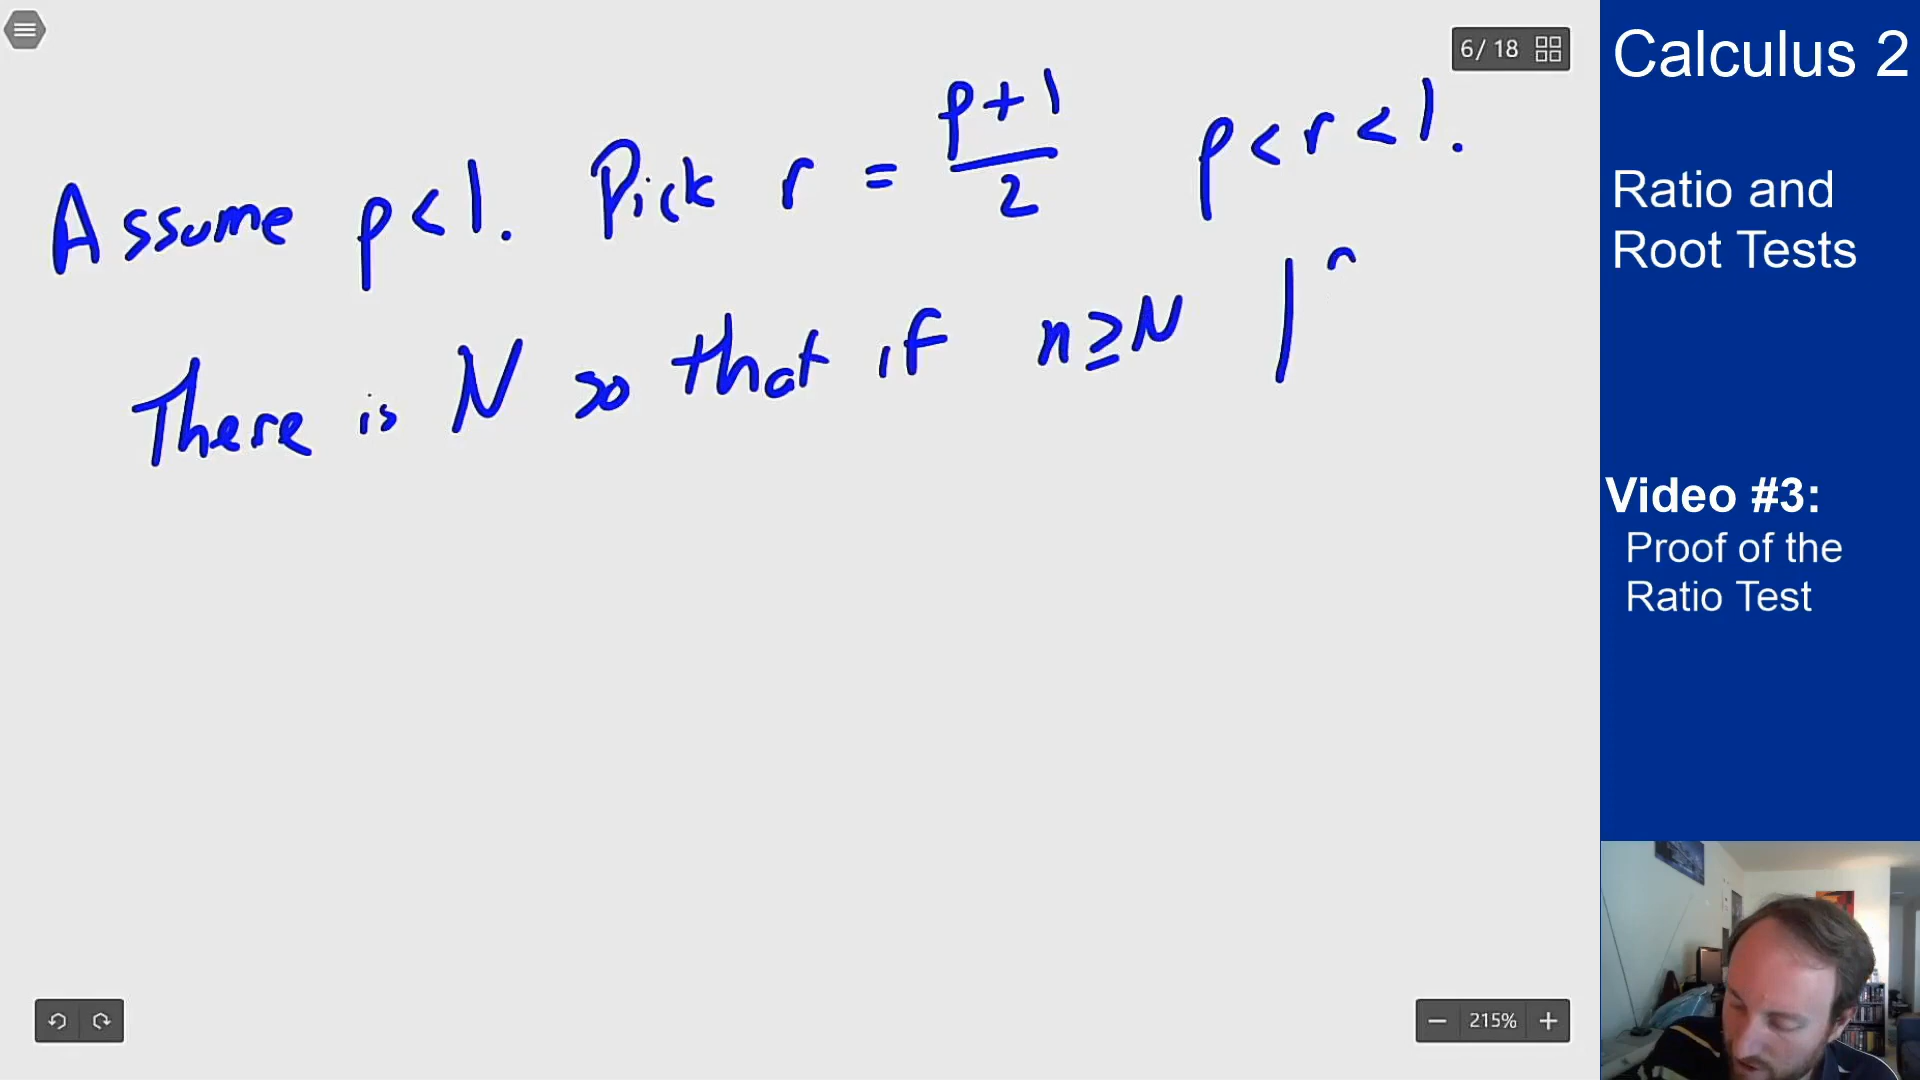 6 / 18
Assume p < 1. Pick r = (p + 1)/2 p < r < 1.
There is N so that if n ≥ N |
215%
Calculus 2
Ratio and
Root Tests
Video #3:
Proof of the
Ratio Test